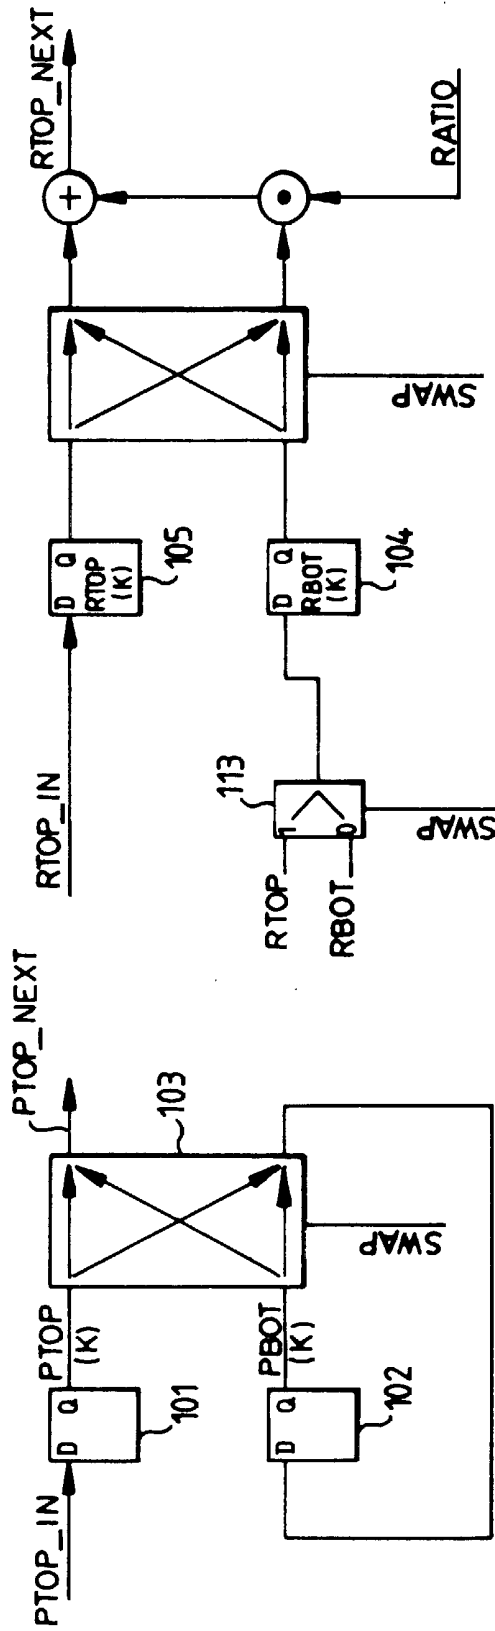 PTOP_IN
D Q
101
PTOP
(K)
PTOP_NEXT
103
D Q
102
PBOT
(K)
SWAP
RTOP_IN
D Q
RTOP
(K)
105
RTOP_NEXT
+
RTOP
1
RBOT
0
113
SWAP
D Q
RBOT
(K)
104
SWAP
RATIO